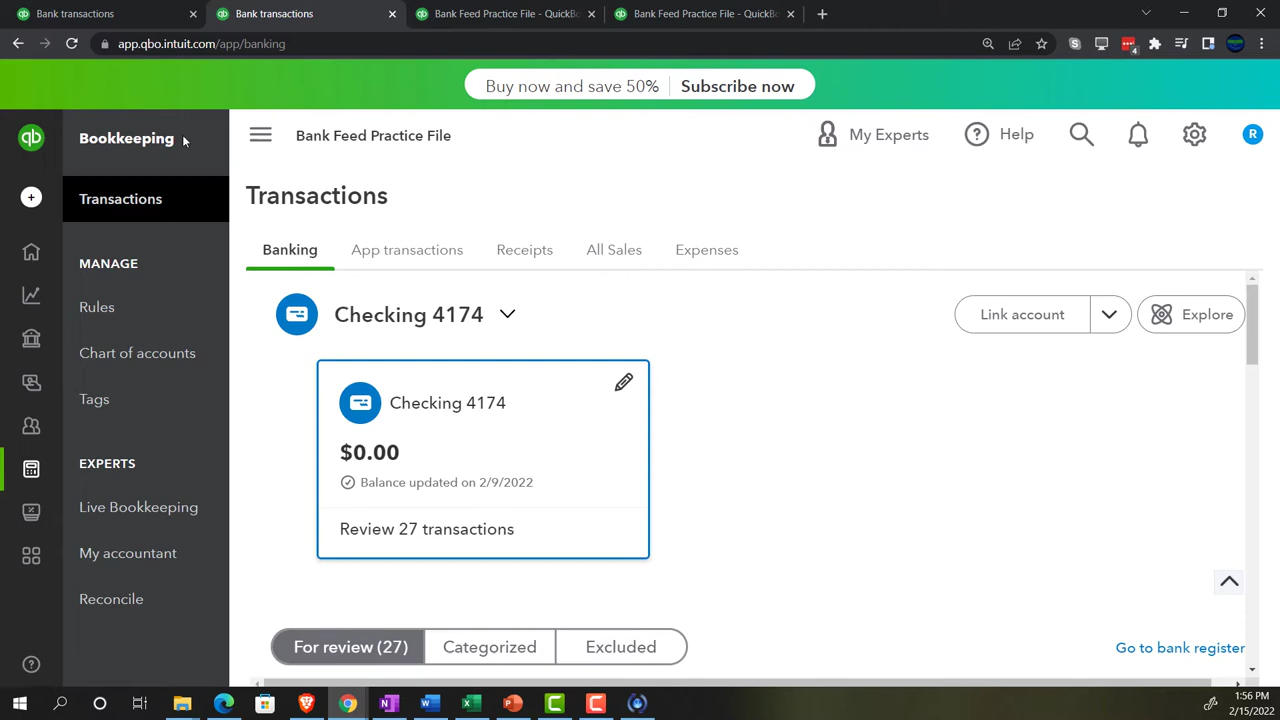 Bank transactions
Bank transactions
Bank Feed Practice File - QuickBo
Bank Feed Practice File - QuickBo
app.qbo.intuit.com/app/banking
4
Buy now and save 50%
Subscribe now
qb
Bookkeeping
Bank Feed Practice File
My Experts
Help
R
Transactions
Transactions
Banking
App transactions
Receipts
All Sales
Expenses
MANAGE
Rules
Chart of accounts
Tags
EXPERTS
Live Bookkeeping
My accountant
Reconcile
Checking 4174
Link account
Explore
Checking 4174
$0.00
Balance updated on 2/9/2022
Review 27 transactions
For review (27)
Categorized
Excluded
Go to bank register
1:56 PM
2/15/2022